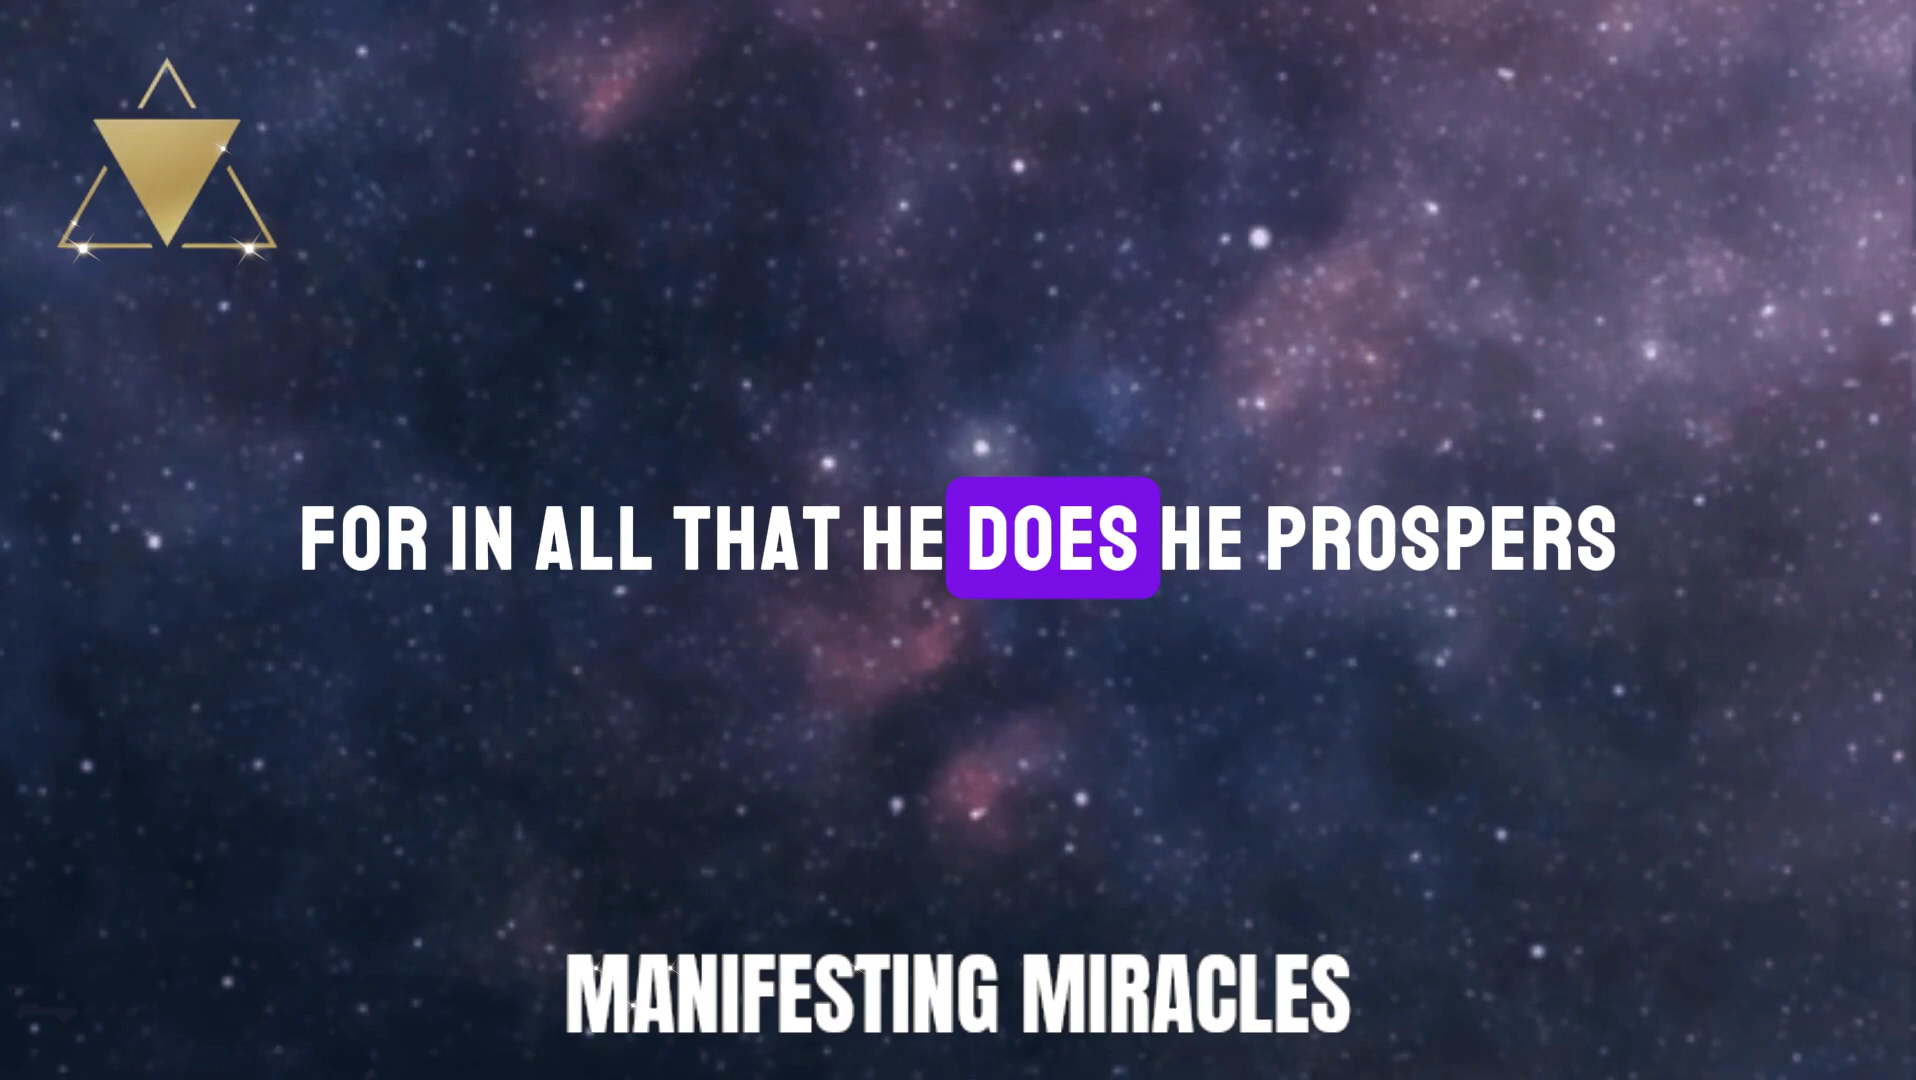 FOR IN ALL THAT HE DOES HE PROSPERS
MANIFESTING MIRACLES